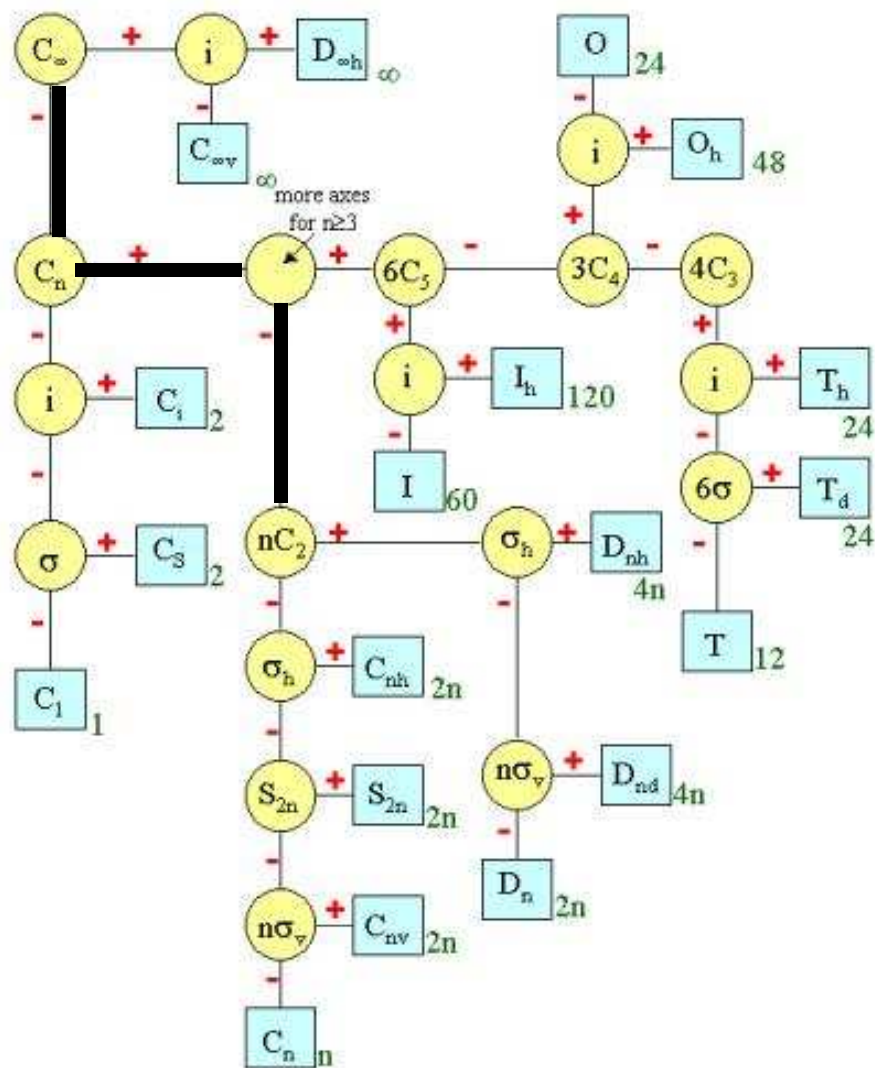 C∞ + i + D∞h ∞
O 24
- - -
i + Oh 48
C∞v ∞
more axes
for n≥3
+
Cn + + 6C5 - 3C4 - 4C3
- - + +
i + Ci 2
i + Ih 120
i + Th 24
- - -
I 60
6σ + Td 24
σ + CS 2
nC2 + σh + Dnh 4n
- - - -
C1 1
σh + Cnh 2n
T 12
-
S2n + S2n 2n
nσv + Dnd 4n
- -
nσv + Cnv 2n
Dn 2n
-
Cn n